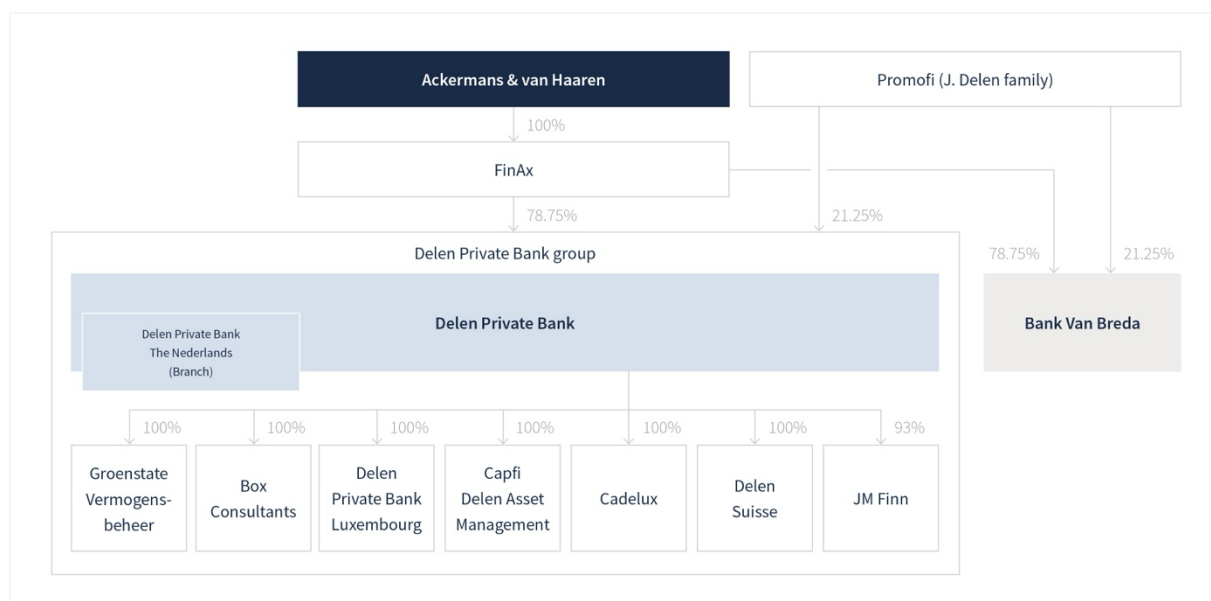 Ackermans & van Haaren
Promofi (J. Delen family)
100%
FinAx
78.75%
21.25%
Delen Private Bank group
78.75%
21.25%
Delen Private Bank
Bank Van Breda
Delen Private Bank
The Nederlands
(Branch)
100%
100%
100%
100%
100%
100%
93%
Groenstate
Vermogens-
beheer
Box
Consultants
Delen
Private Bank
Luxembourg
Capfi
Delen Asset
Management
Cadelux
Delen
Suisse
JM Finn